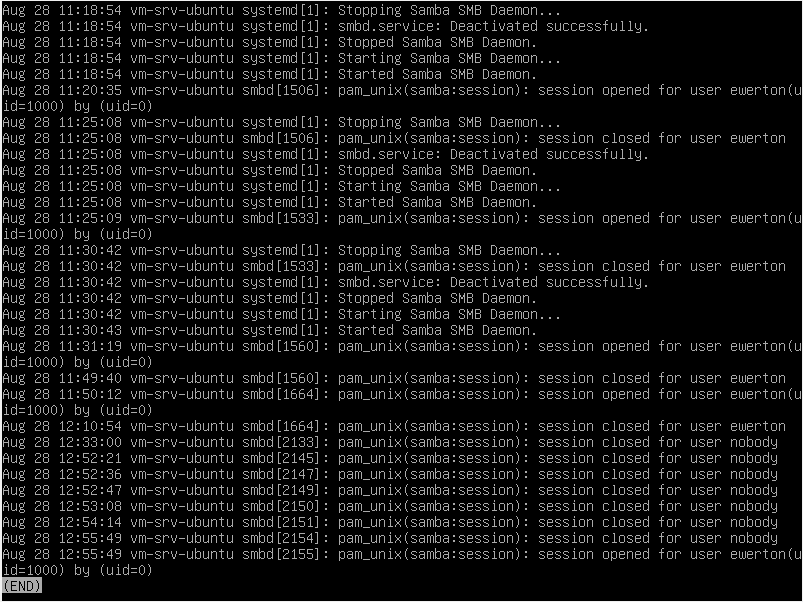 Aug 28 11:18:54 vm-srv-ubuntu systemd[1]: Stopping Samba SMB Daemon...
Aug 28 11:18:54 vm-srv-ubuntu systemd[1]: smbd.service: Deactivated successfully.
Aug 28 11:18:54 vm-srv-ubuntu systemd[1]: Stopped Samba SMB Daemon.
Aug 28 11:18:54 vm-srv-ubuntu systemd[1]: Starting Samba SMB Daemon...
Aug 28 11:18:54 vm-srv-ubuntu systemd[1]: Started Samba SMB Daemon.
Aug 28 11:20:35 vm-srv-ubuntu smbd[1506]: pam_unix(samba:session): session opened for user ewerton(u
id=1000) by (uid=0)
Aug 28 11:25:08 vm-srv-ubuntu systemd[1]: Stopping Samba SMB Daemon...
Aug 28 11:25:08 vm-srv-ubuntu smbd[1506]: pam_unix(samba:session): session closed for user ewerton
Aug 28 11:25:08 vm-srv-ubuntu systemd[1]: smbd.service: Deactivated successfully.
Aug 28 11:25:08 vm-srv-ubuntu systemd[1]: Stopped Samba SMB Daemon.
Aug 28 11:25:08 vm-srv-ubuntu systemd[1]: Starting Samba SMB Daemon...
Aug 28 11:25:08 vm-srv-ubuntu systemd[1]: Started Samba SMB Daemon.
Aug 28 11:25:09 vm-srv-ubuntu smbd[1533]: pam_unix(samba:session): session opened for user ewerton(u
id=1000) by (uid=0)
Aug 28 11:30:42 vm-srv-ubuntu systemd[1]: Stopping Samba SMB Daemon...
Aug 28 11:30:42 vm-srv-ubuntu smbd[1533]: pam_unix(samba:session): session closed for user ewerton
Aug 28 11:30:42 vm-srv-ubuntu systemd[1]: smbd.service: Deactivated successfully.
Aug 28 11:30:42 vm-srv-ubuntu systemd[1]: Stopped Samba SMB Daemon.
Aug 28 11:30:42 vm-srv-ubuntu systemd[1]: Starting Samba SMB Daemon...
Aug 28 11:30:43 vm-srv-ubuntu systemd[1]: Started Samba SMB Daemon.
Aug 28 11:31:19 vm-srv-ubuntu smbd[1560]: pam_unix(samba:session): session opened for user ewerton(u
id=1000) by (uid=0)
Aug 28 11:49:40 vm-srv-ubuntu smbd[1560]: pam_unix(samba:session): session closed for user ewerton
Aug 28 11:50:12 vm-srv-ubuntu smbd[1664]: pam_unix(samba:session): session opened for user ewerton(u
id=1000) by (uid=0)
Aug 28 12:10:54 vm-srv-ubuntu smbd[1664]: pam_unix(samba:session): session closed for user ewerton
Aug 28 12:33:00 vm-srv-ubuntu smbd[2133]: pam_unix(samba:session): session closed for user nobody
Aug 28 12:52:21 vm-srv-ubuntu smbd[2145]: pam_unix(samba:session): session closed for user nobody
Aug 28 12:52:36 vm-srv-ubuntu smbd[2147]: pam_unix(samba:session): session closed for user nobody
Aug 28 12:52:47 vm-srv-ubuntu smbd[2149]: pam_unix(samba:session): session closed for user nobody
Aug 28 12:53:08 vm-srv-ubuntu smbd[2150]: pam_unix(samba:session): session closed for user nobody
Aug 28 12:54:14 vm-srv-ubuntu smbd[2151]: pam_unix(samba:session): session closed for user nobody
Aug 28 12:55:49 vm-srv-ubuntu smbd[2154]: pam_unix(samba:session): session closed for user nobody
Aug 28 12:55:49 vm-srv-ubuntu smbd[2155]: pam_unix(samba:session): session opened for user ewerton(u
id=1000) by (uid=0)
(END)